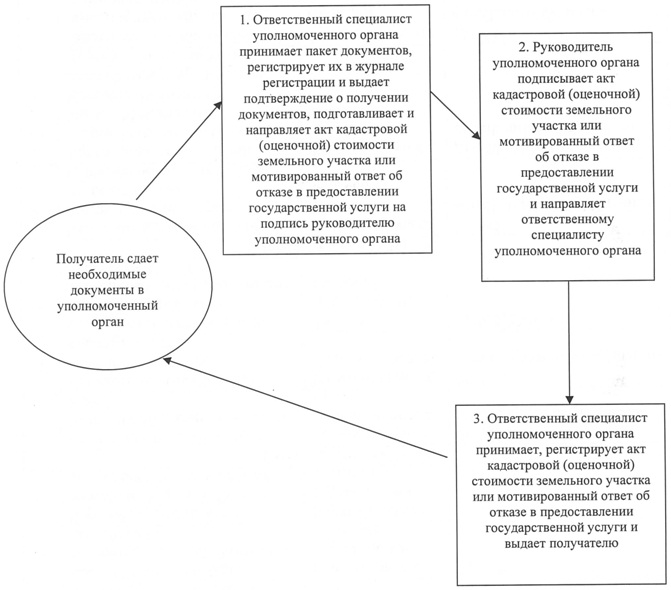 1. Ответственный специалист
уполномоченного органа
принимает пакет документов,
регистрирует их в журнале
регистрации и выдает
подтверждение о получении
документов, подготавливает и
направляет акт кадастровой
(оценочной) стоимости
земельного участка или
мотивированный ответ об
отказе в предоставлении
государственной услуги на
подпись руководителю
уполномоченного органа
2. Руководитель
уполномоченного органа
подписывает акт
кадастровой (оценочной)
стоимости земельного
участка или
мотивированный ответ
об отказе в
предоставлении
государственной услуги
и направляет
ответственному
специалисту
уполномоченного органа
Получатель сдает
необходимые
документы в
уполномоченный
орган
3. Ответственный специалист
уполномоченного органа
принимает, регистрирует акт
кадастровой (оценочной)
стоимости земельного участка
или мотивированный ответ об
отказе в предоставлении
государственной услуги и
выдает получателю